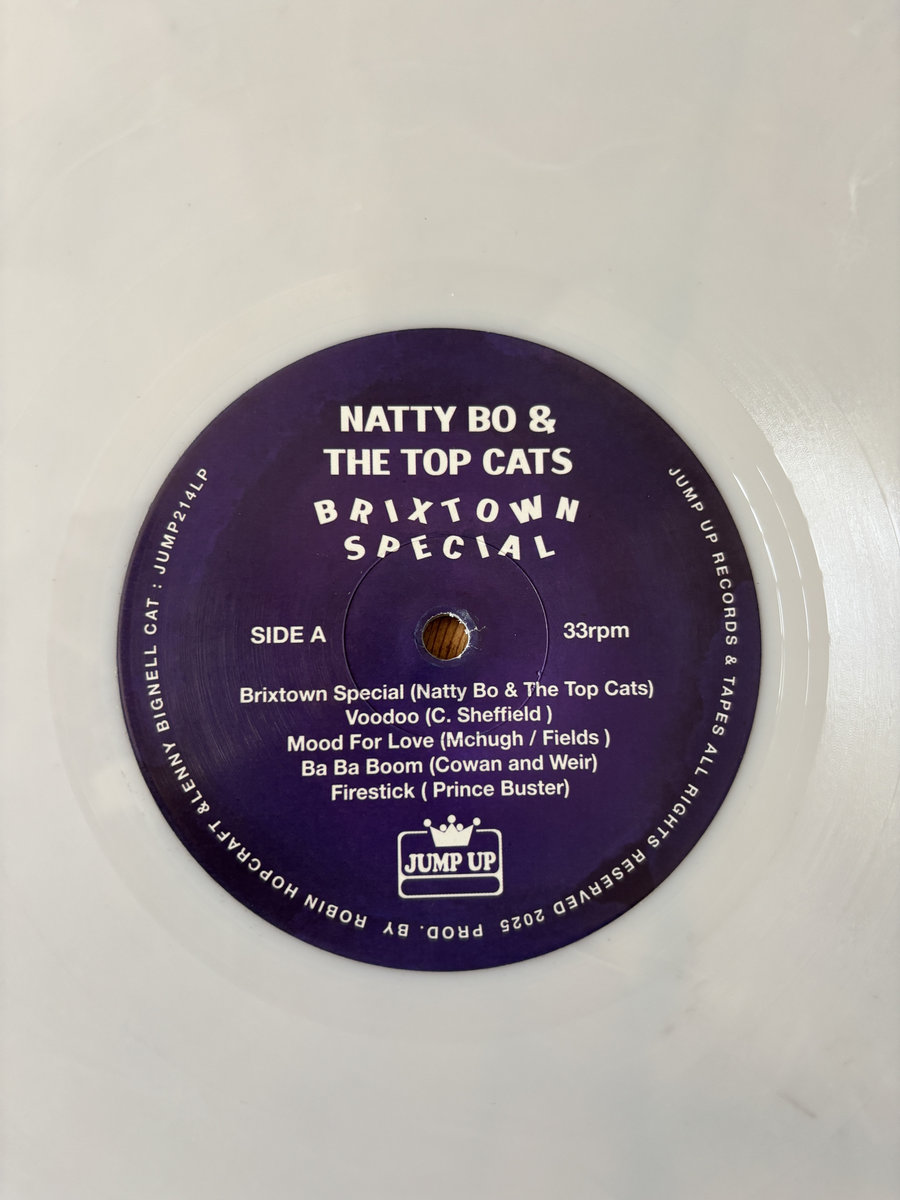 NATTY BO &
THE TOP CATS
BRIXTOWN
SPECIAL
SIDE A
33rpm
Brixtown Special (Natty Bo & The Top Cats)
Voodoo (C. Sheffield )
Mood For Love (Mchugh / Fields )
Ba Ba Boom (Cowan and Weir)
Firestick ( Prince Buster)
JUMP UP
JUMP UP RECORDS & TAPES ALL RIGHTS RESERVED 2025 PROD. BY ROBIN HOPCRAFT &LENNY BIGNELL CAT : JUMP214LP